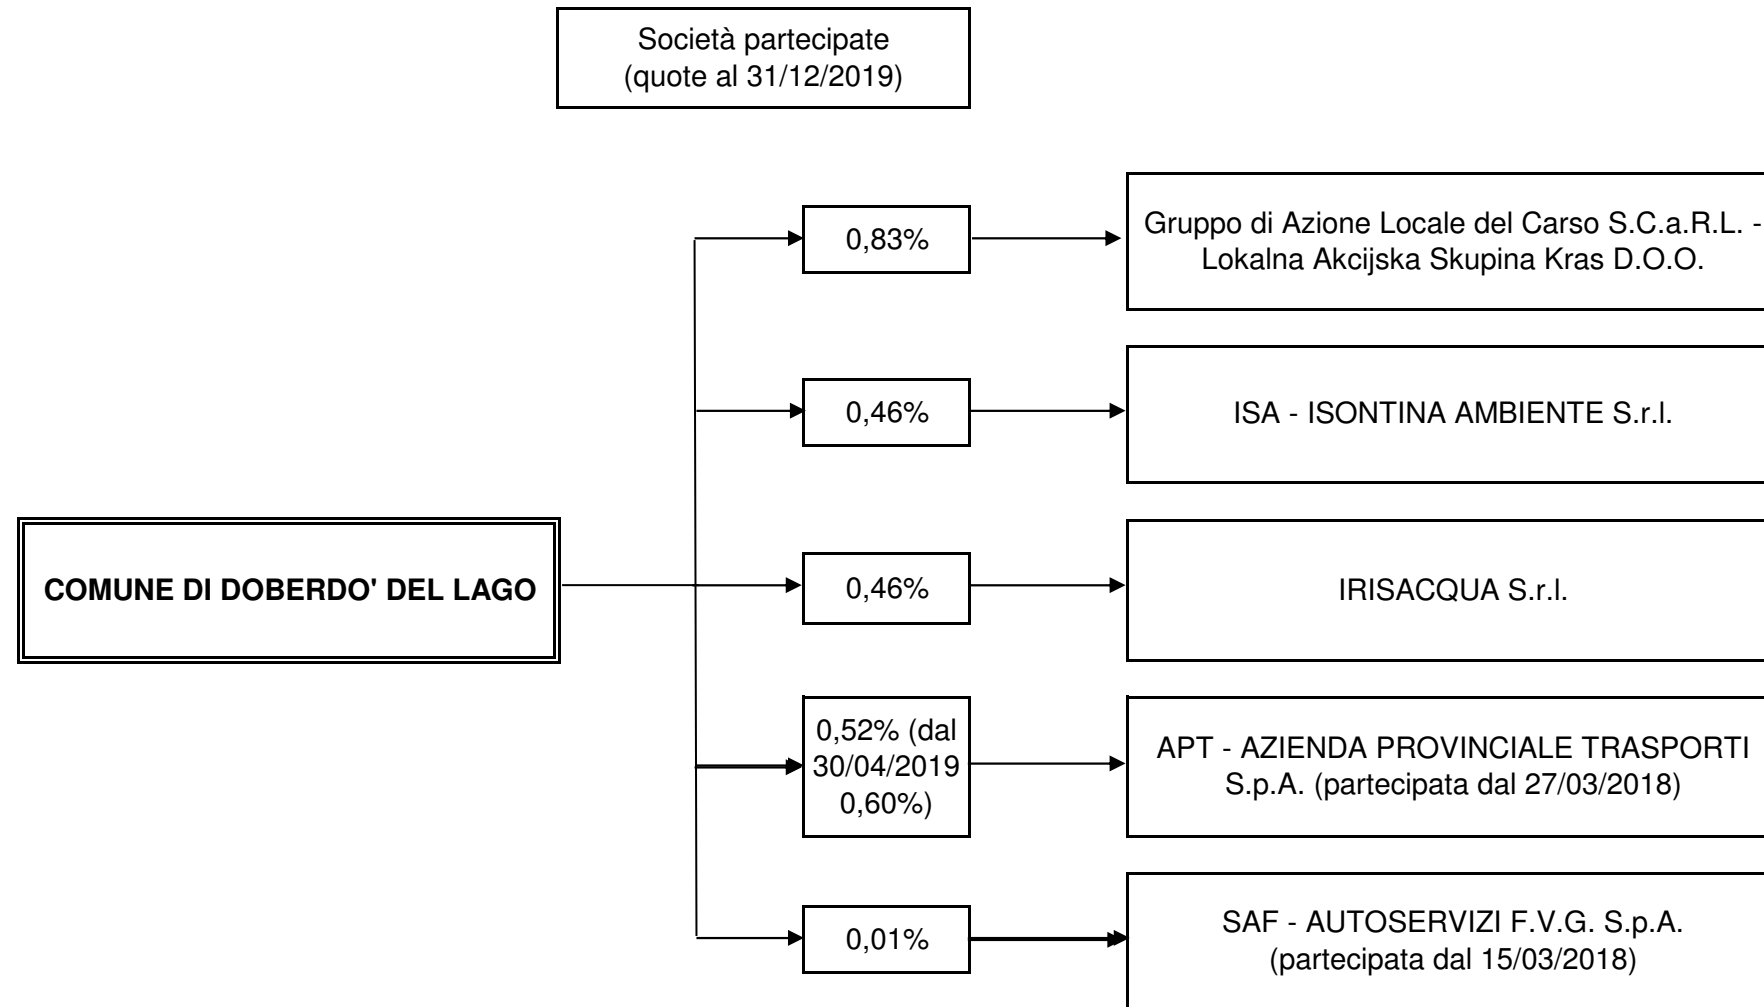 Società partecipate
(quote al 31/12/2019)
0,83%
Gruppo di Azione Locale del Carso S.C.a.R.L. -
Lokalna Akcijska Skupina Kras D.O.O.
0,46%
ISA - ISONTINA AMBIENTE S.r.l.
COMUNE DI DOBERDO' DEL LAGO
0,46%
IRISACQUA S.r.l.
0,52% (dal
30/04/2019
0,60%)
APT - AZIENDA PROVINCIALE TRASPORTI
S.p.A. (partecipata dal 27/03/2018)
0,01%
SAF - AUTOSERVIZI F.V.G. S.p.A.
(partecipata dal 15/03/2018)